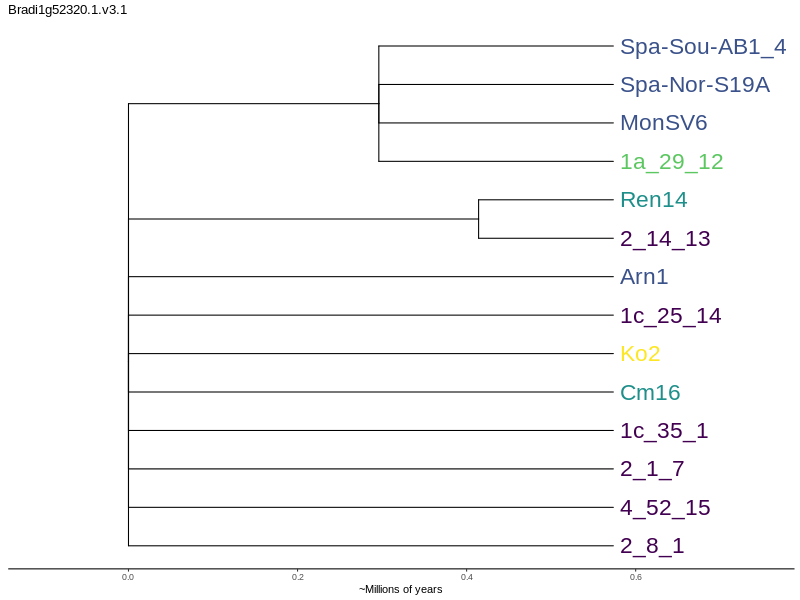 Bradi1g52320.1.v3.1
Spa-Sou-AB1_4
Spa-Nor-S19A
MonSV6
1a_29_12
Ren14
2_14_13
Arn1
1c_25_14
Ko2
Cm16
1c_35_1
2_1_7
4_52_15
2_8_1
0.0 0.2 0.4 0.6
~Millions of years